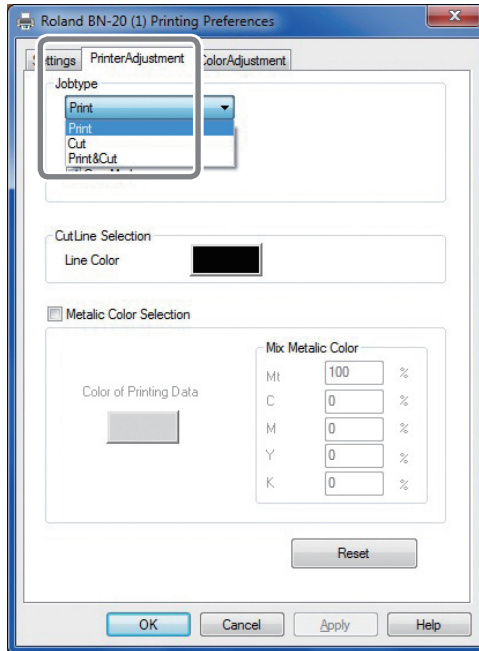 Roland BN-20 (1) Printing Preferences
ttings PrinterAdjustment ColorAdjustment
Jobtype
Print
Print
Cut
Print&Cut
CutLine Selection
Line Color
Metalic Color Selection
Mix Metalic Color
Color of Printing Data
Mt 100 %
C 0 %
M 0 %
Y 0 %
K 0 %
Reset
OK Cancel Apply Help